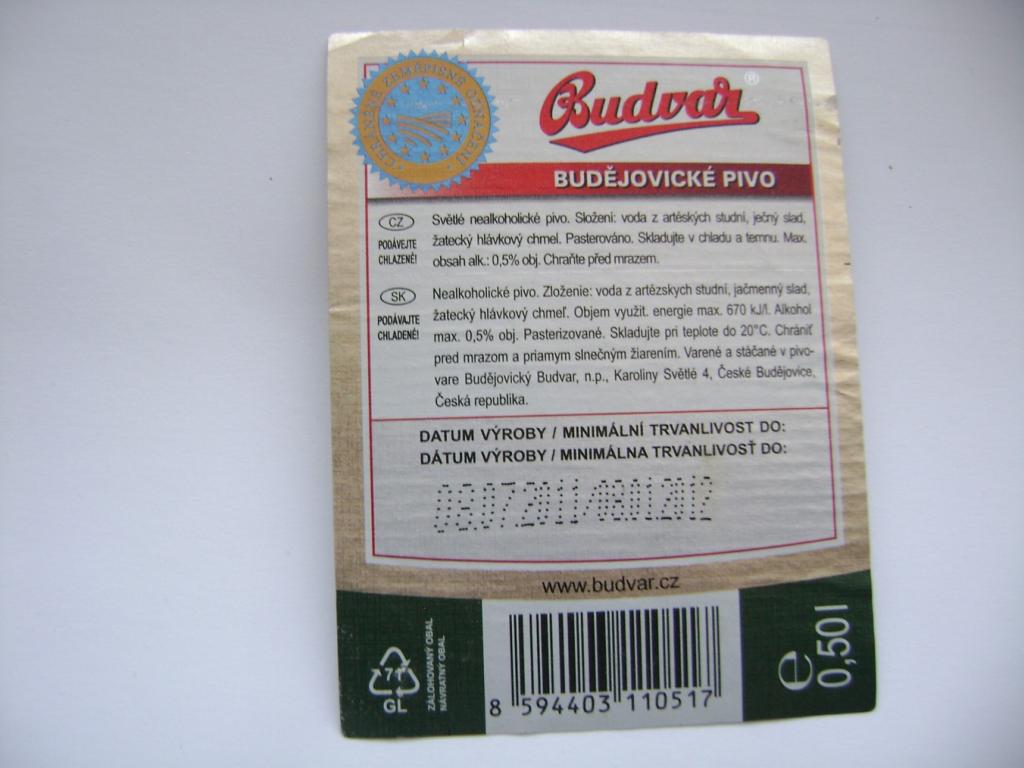 CHRÁNĚNÉ ZEMĚPISNÉ OZNAČENÍ
Budvar ®
BUDĚJOVICKÉ PIVO
CZ
PODÁVEJTE
CHLAZENÉ!
Světlé nealkoholické pivo. Složení: voda z artéských studní, ječný slad,
žatecký hlávkový chmel. Pasterováno. Skladujte v chladu a temnu. Max.
obsah alk.: 0,5% obj. Chraňte před mrazem.
SK
PODÁVAJTE
CHLADENÉ!
Nealkoholické pivo. Zloženie: voda z artézskych studní, jačmenný slad,
žatecký hlávkový chmeľ. Objem využit. energie max. 670 kJ/l. Alkohol
max. 0,5% obj. Pasterizované. Skladujte pri teplote do 20°C. Chrániť
pred mrazom a priamym slnečným žiarením. Varené a stáčané v pivo-
vare Budějovický Budvar, n.p., Karoliny Světlé 4, České Budějovice,
Česká republika.
DATUM VÝROBY / MINIMÁLNÍ TRVANLIVOST DO:
DÁTUM VÝROBY / MINIMÁLNA TRVANLIVOSŤ DO:
08.07.2011/08.01.2012
www.budvar.cz
71
GL
ZÁLOHOVANÝ OBAL
NÁVRATNÝ OBAL
8 594403 110517
e
0,50 l